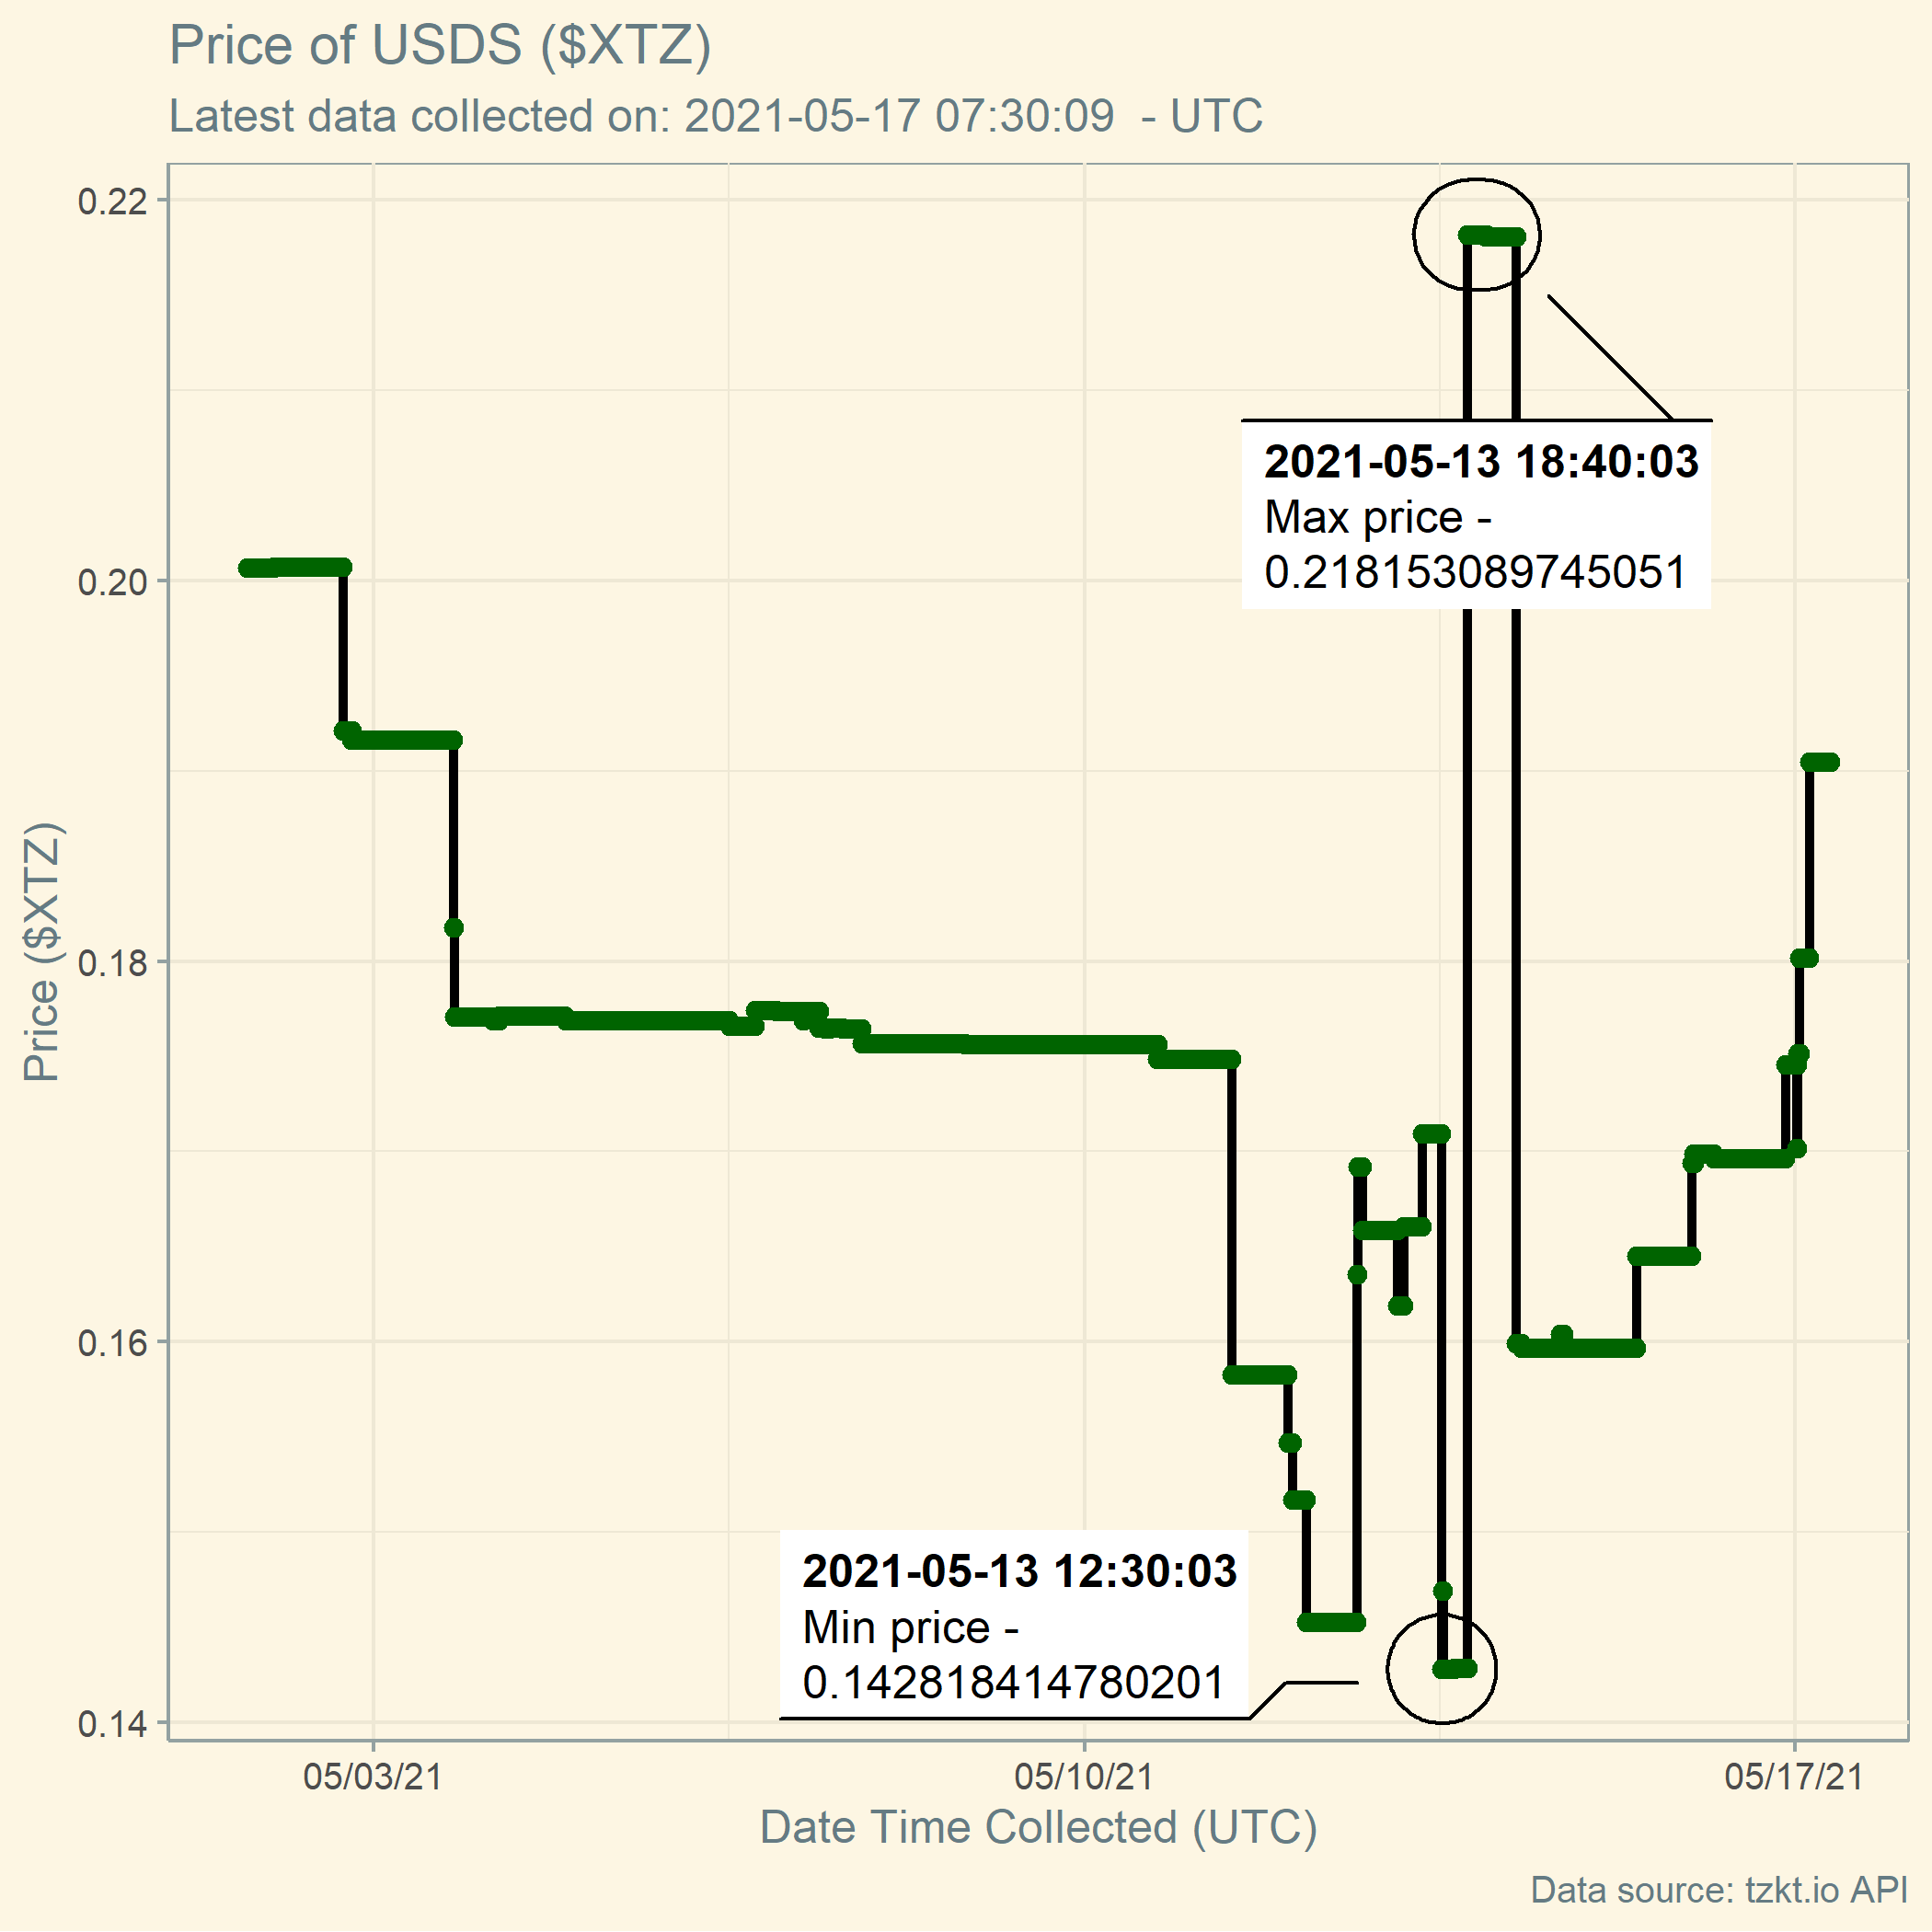 Price of USDS ($XTZ)
Latest data collected on: 2021-05-17 07:30:09  - UTC
Price ($XTZ)
0.22
0.20
0.18
0.16
0.14
2021-05-13 18:40:03
Max price -
0.218153089745051
2021-05-13 12:30:03
Min price -
0.142818414780201
05/03/21
05/10/21
05/17/21
Date Time Collected (UTC)
Data source: tzkt.io API